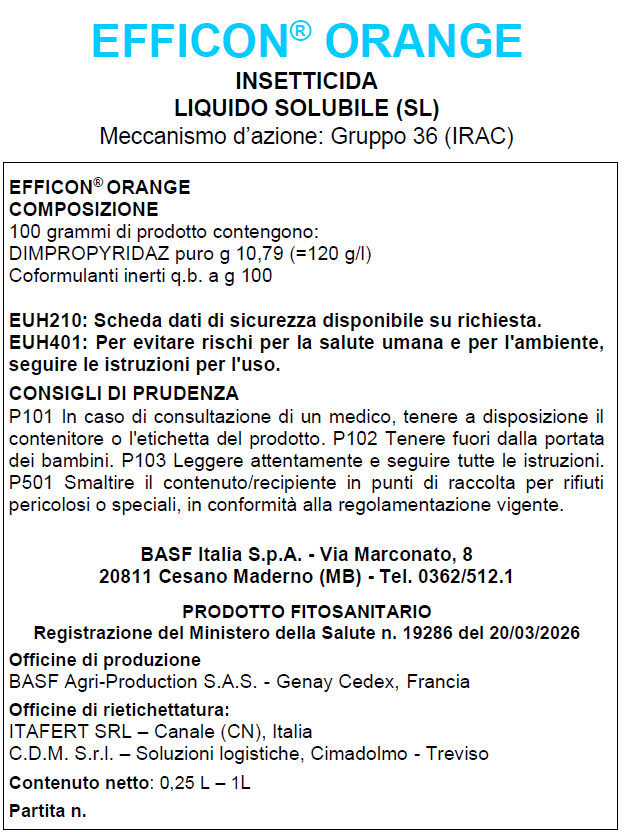 EFFICON® ORANGE
INSETTICIDA
LIQUIDO SOLUBILE (SL)
Meccanismo d'azione: Gruppo 36 (IRAC)
EFFICON® ORANGE
COMPOSIZIONE
100 grammi di prodotto contengono:
DIMPROPYRIDAZ puro g 10,79 (=120 g/l)
Coformulanti inerti q.b. a g 100
EUH210: Scheda dati di sicurezza disponibile su richiesta.
EUH401: Per evitare rischi per la salute umana e per l'ambiente,
seguire le istruzioni per l'uso.
CONSIGLI DI PRUDENZA
P101 In caso di consultazione di un medico, tenere a disposizione il
contenitore o l'etichetta del prodotto. P102 Tenere fuori dalla portata
dei bambini. P103 Leggere attentamente e seguire tutte le istruzioni.
P501 Smaltire il contenuto/recipiente in punti di raccolta per rifiuti
pericolosi o speciali, in conformità alla regolamentazione vigente.
BASF Italia S.p.A. - Via Marconato, 8
20811 Cesano Maderno (MB) - Tel. 0362/512.1
PRODOTTO FITOSANITARIO
Registrazione del Ministero della Salute n. 19286 del 20/03/2026
Officine di produzione
BASF Agri-Production S.A.S. - Genay Cedex, Francia
Officine di rietichettatura:
ITAFERT SRL – Canale (CN), Italia
C.D.M. S.r.l. – Soluzioni logistiche, Cimadolmo - Treviso
Contenuto netto: 0,25 L – 1L
Partita n.